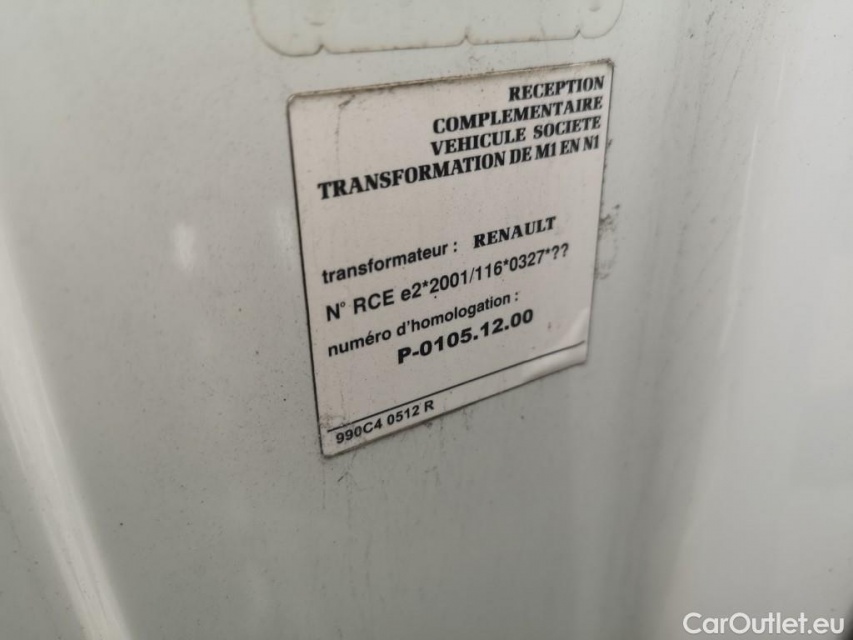 RECEPTION
COMPLEMENTAIRE
VEHICULE SOCIETE
TRANSFORMATION DE M1 EN N1
transformateur : RENAULT
N° RCE e2*2001/116*0327*??
numéro d'homologation :
P-0105.12.00
990C4 0512 R
CarOutlet.eu